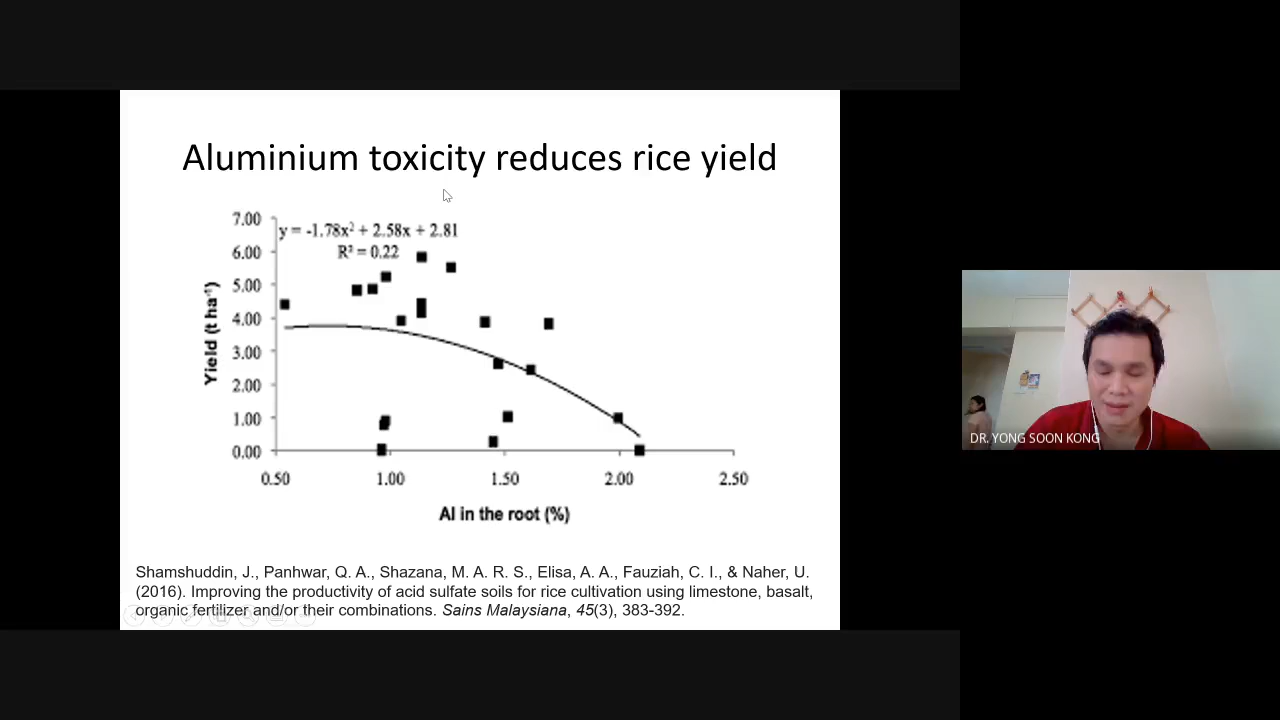 Aluminium toxicity reduces rice yield
7.00
6.00
5.00
4.00
3.00
2.00
1.00
0.00
Yield (t ha⁻¹)
y = -1.78x² + 2.58x + 2.81
R² = 0.22
0.50 1.00 1.50 2.00 2.50
Al in the root (%)
Shamshuddin, J., Panhwar, Q. A., Shazana, M. A. R. S., Elisa, A. A., Fauziah, C. I., & Naher, U.
(2016). Improving the productivity of acid sulfate soils for rice cultivation using limestone, basalt,
organic fertilizer and/or their combinations. Sains Malaysiana, 45(3), 383-392.
DR. YONG SOON KONG